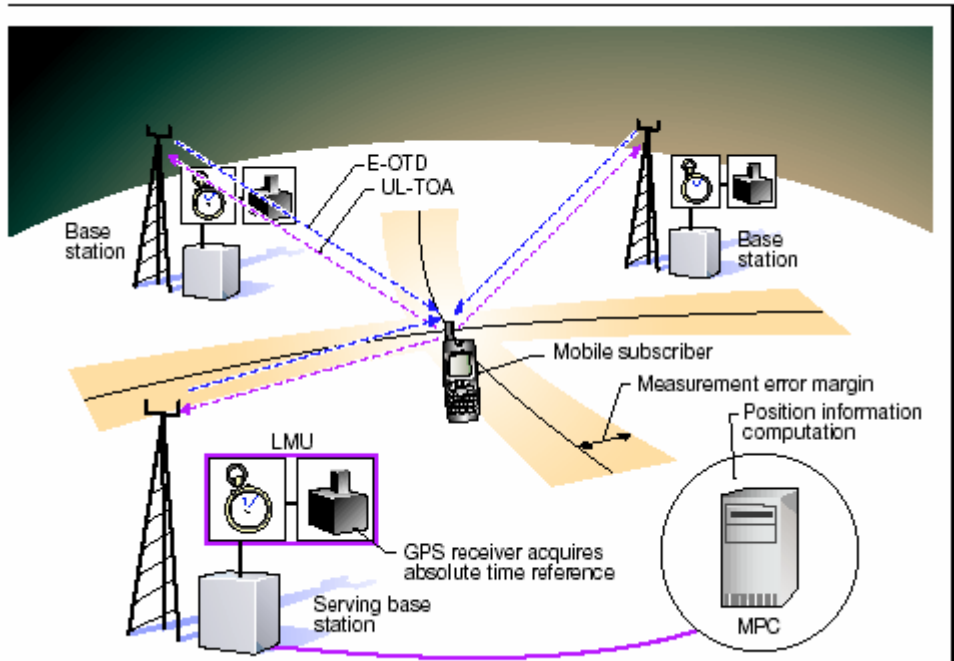 E-OTD
UL-TOA
Base
station
Base
station
Mobile subscriber
Measurement error margin
Position information
computation
LMU
GPS receiver acquires
absolute time reference
Serving base
station
MPC